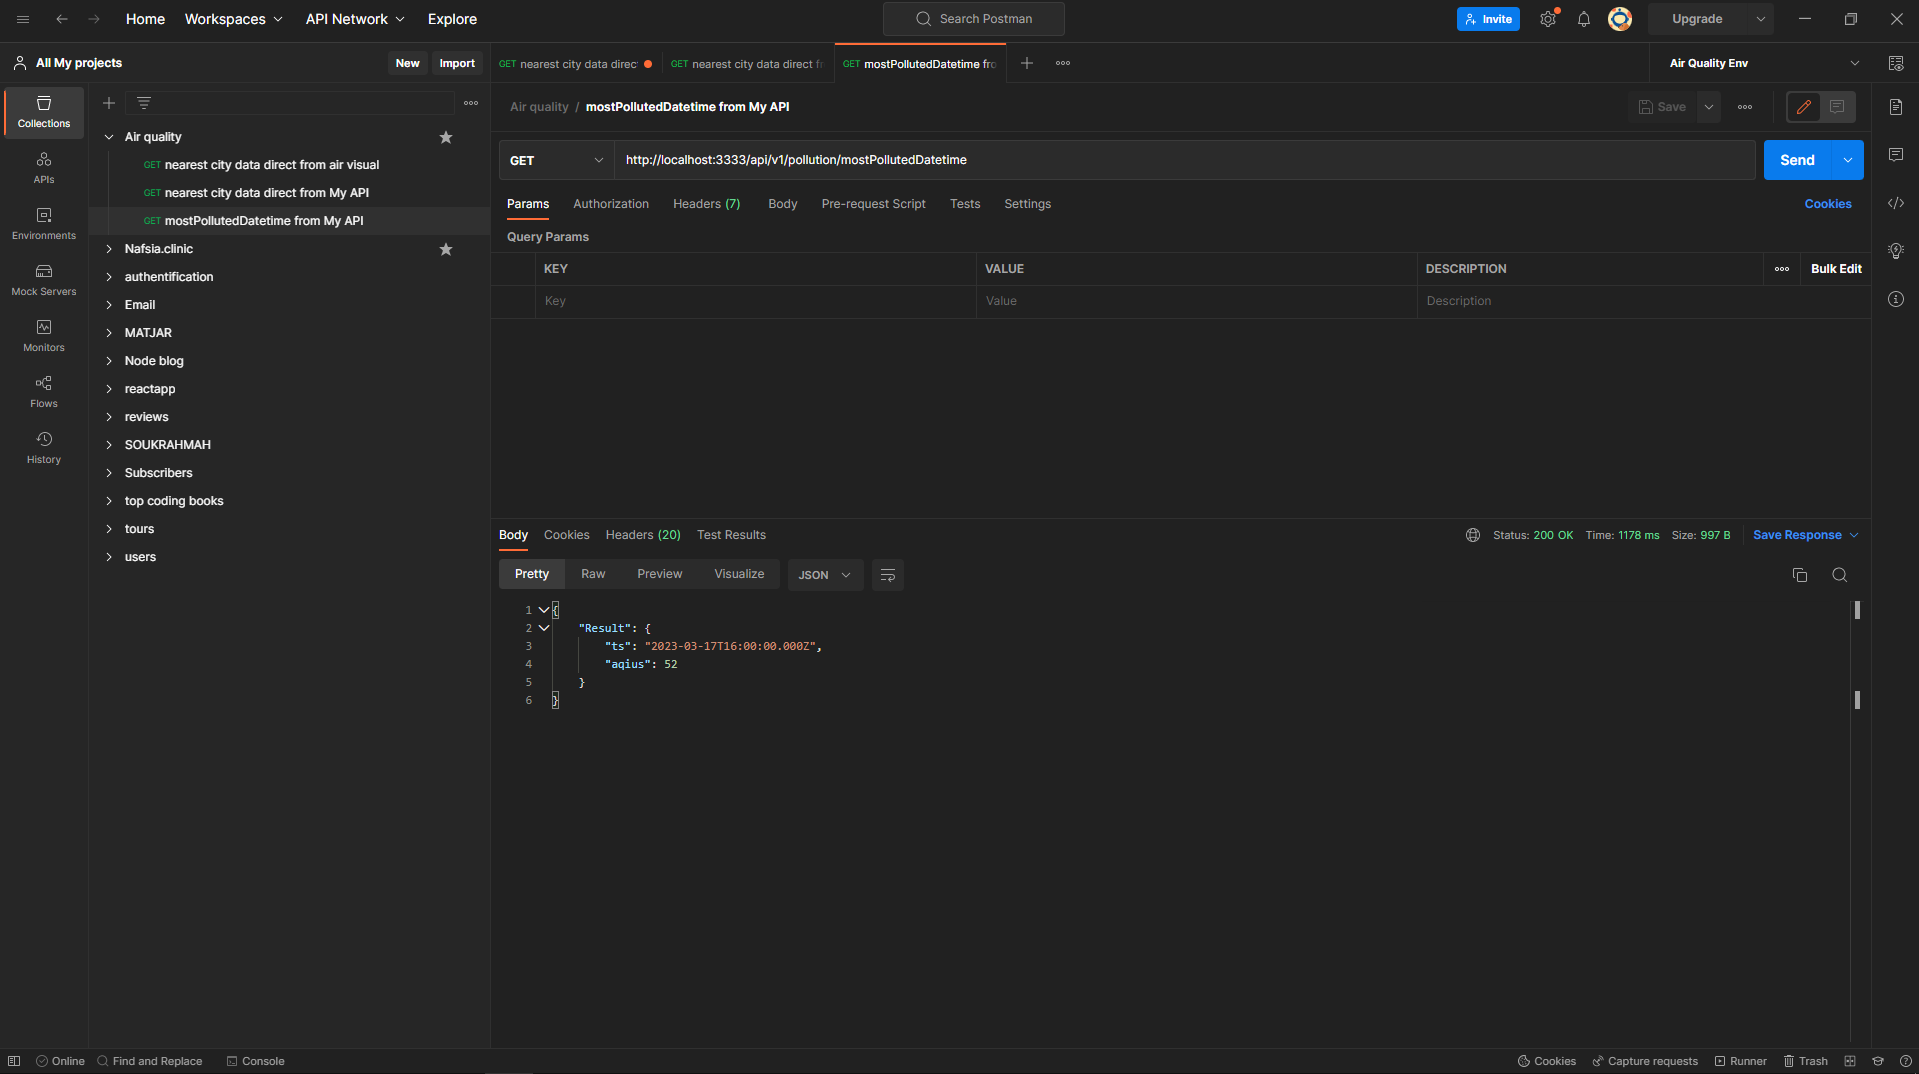 Home Workspaces API Network Explore Search Postman Invite Upgrade
All My projects New Import
GET nearest city data direc GET nearest city data direct fr GET mostPollutedDatetime fro Air Quality Env
Collections
APIs
Environments
Mock Servers
Monitors
Flows
History
Air quality
GET nearest city data direct from air visual
GET nearest city data direct from My API
GET mostPollutedDatetime from My API
Nafsia.clinic
authentification
Email
MATJAR
Node blog
reactapp
reviews
SOUKRAHMAH
Subscribers
top coding books
tours
users
Air quality / mostPollutedDatetime from My API Save
GET http://localhost:3333/api/v1/pollution/mostPollutedDatetime Send
Params Authorization Headers (7) Body Pre-request Script Tests Settings Cookies
Query Params
KEY VALUE DESCRIPTION Bulk Edit
Key Value Description
Body Cookies Headers (20) Test Results Status: 200 OK Time: 1178 ms Size: 997 B Save Response
Pretty Raw Preview Visualize JSON
1 {
2 "Result": {
3 "ts": "2023-03-17T16:00:00.000Z",
4 "aqius": 52
5 }
6 }
Online Find and Replace Console Cookies Capture requests Runner Trash